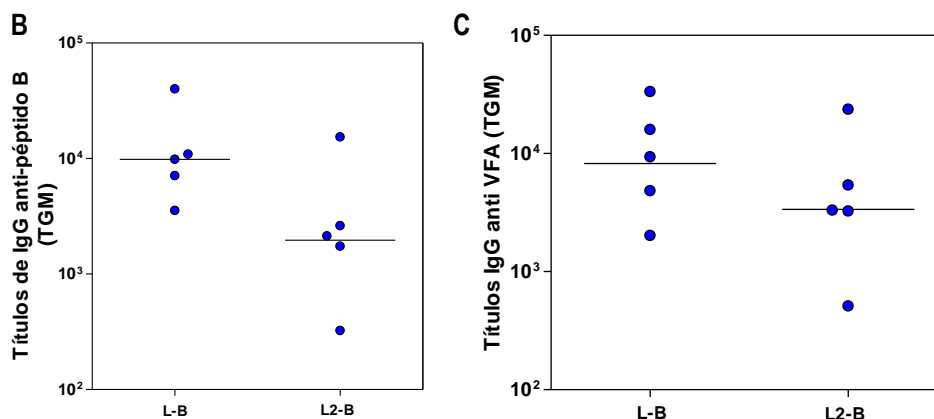 B
Títulos de IgG anti-péptido B
(TGM)
10⁵
10⁴
10³
10²
L-B
L2-B
C
Títulos IgG anti VFA (TGM)
10⁵
10⁴
10³
10²
L-B
L2-B